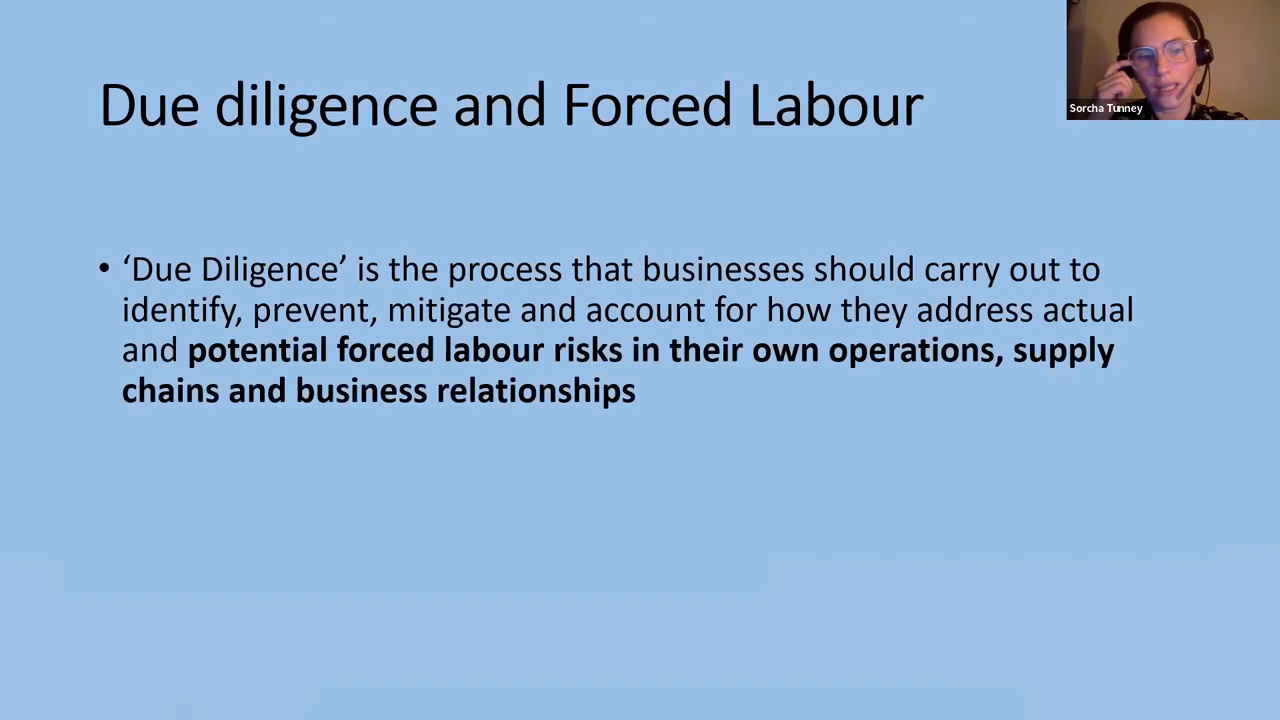 Due diligence and Forced Labour
Sorcha Tunney
• ‘Due Diligence’ is the process that businesses should carry out to
identify, prevent, mitigate and account for how they address actual
and potential forced labour risks in their own operations, supply
chains and business relationships